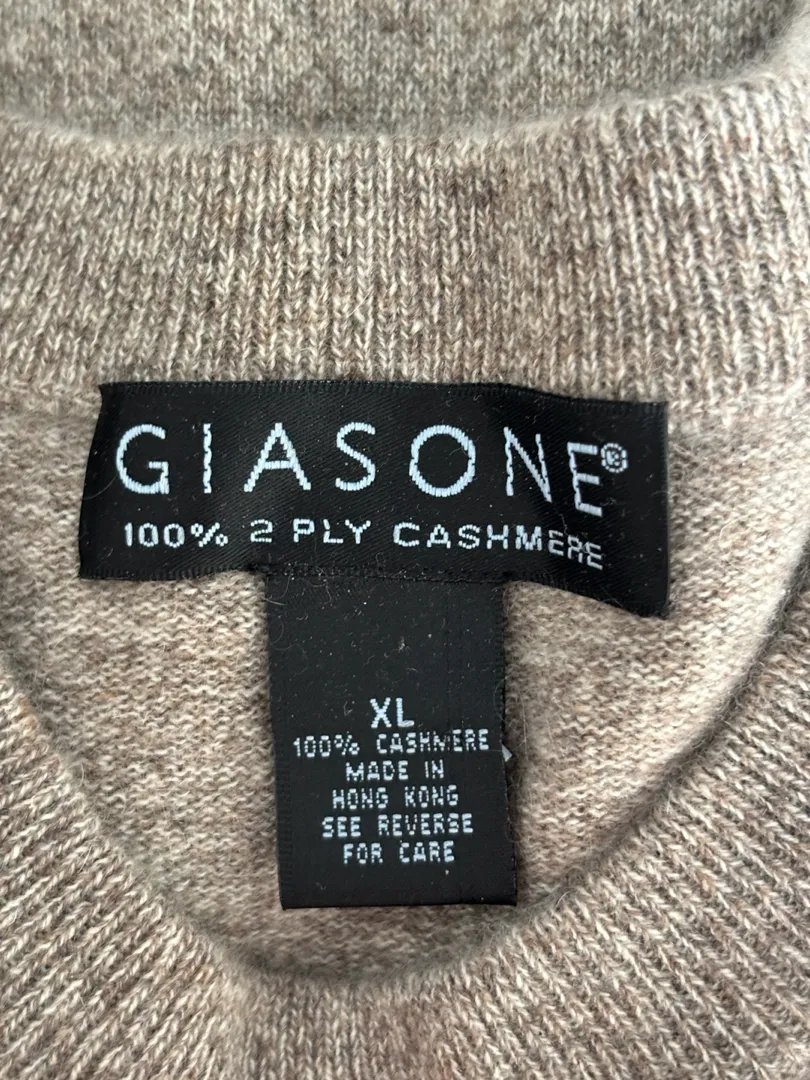 GIASONE®
100% 2 PLY CASHMERE
XL
100% CASHMERE
MADE IN
HONG KONG
SEE REVERSE
FOR CARE